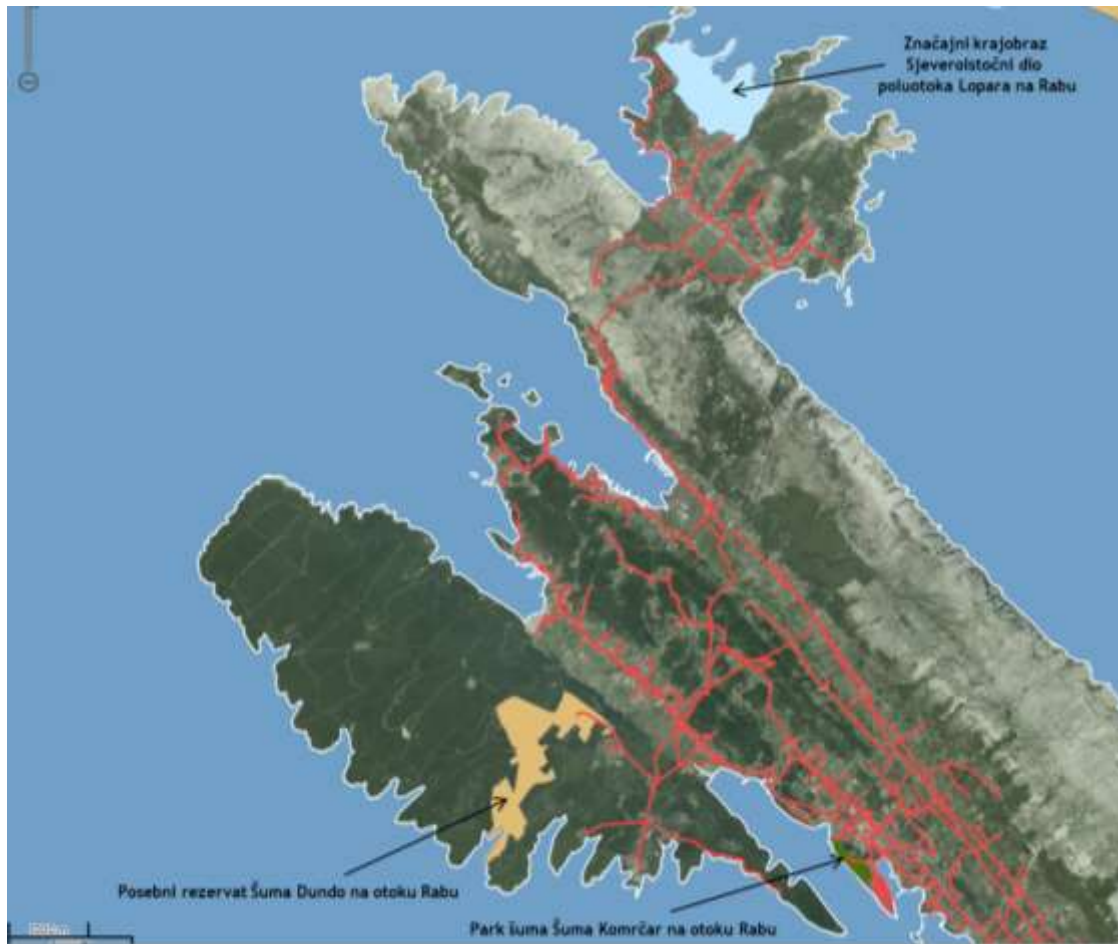 Značajni krajobraz
Sjeveroistočni dio
poluotoka Lopara na Rabu
Posebni rezervat Šuma Dundo na otoku Rabu
Park šuma Šuma Komrčar na otoku Rabu